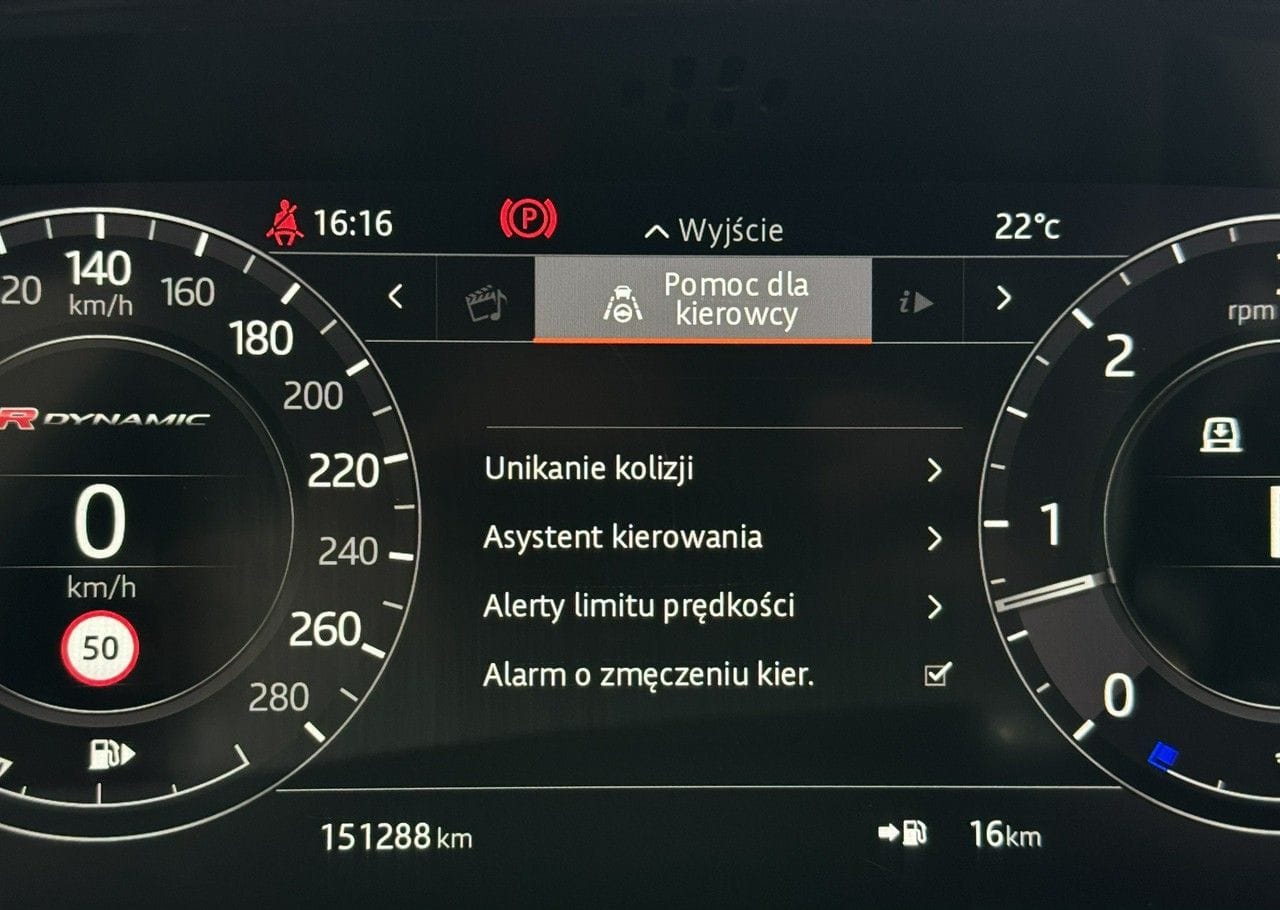 16:16
P
Wyjście
22°c
Pomoc dla
kierowcy
i
20
140
km/h
160
180
200
220
240
260
280
R DYNAMIC
0
km/h
50
Unikanie kolizji
Asystent kierowania
Alerty limitu prędkości
Alarm o zmęczeniu kier.
rpm
2
1
0
151288 km
16km